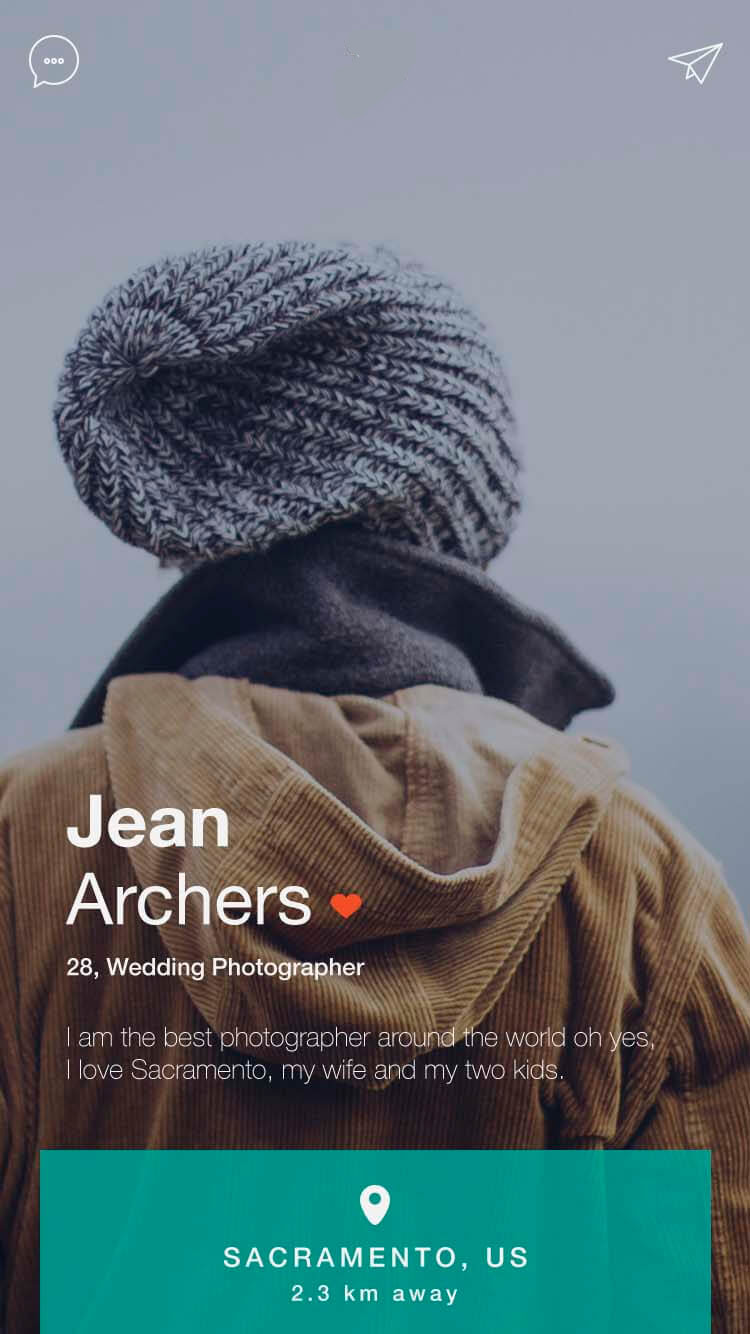 Jean
Archers
28, Wedding Photographer
I am the best photographer around the world oh yes,
I love Sacramento, my wife and my two kids.
SACRAMENTO, US
2.3 km away